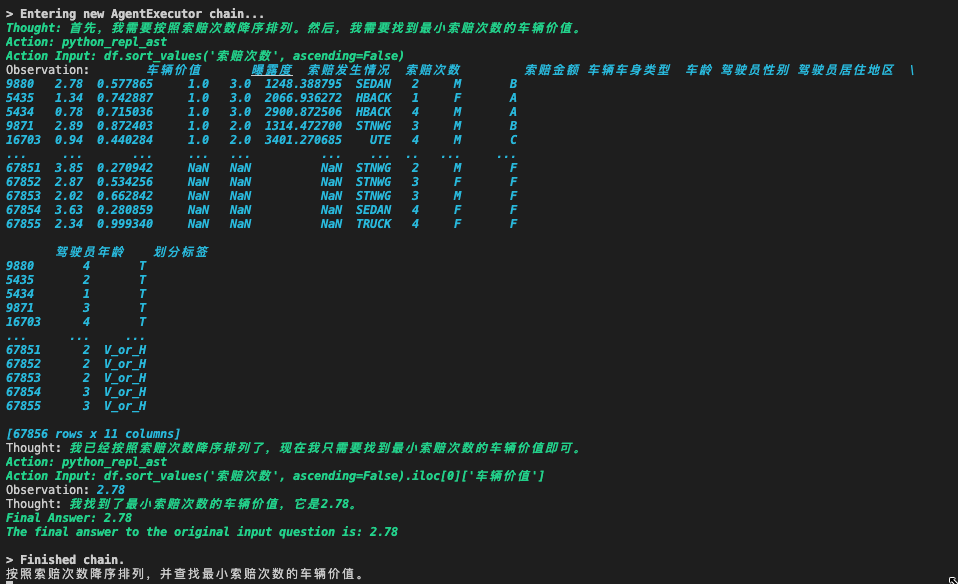 > Entering new AgentExecutor chain...
Thought: 首先，我需要按照索赔次数降序排列。然后，我需要找到最小索赔次数的车辆价值。
Action: python_repl_ast
Action Input: df.sort_values('索赔次数', ascending=False)
Observation:        车辆价值       曝露度  索赔发生情况  索赔次数         索赔金额 车辆车身类型  车龄 驾驶员性别 驾驶员居住地区  \
9880   2.78  0.577865     1.0   3.0  1248.388795  SEDAN   2     M       B
5435   1.34  0.742887     1.0   3.0  2066.936272  HBACK   1     F       A
5434   0.78  0.715036     1.0   3.0  2900.872506  HBACK   4     M       A
9871   2.89  0.872403     1.0   2.0  1314.472700  STNWG   3     M       B
16703  0.94  0.440284     1.0   2.0  3401.270685    UTE   4     M       C
...     ...       ...     ...   ...          ...    ...  ..   ...     ...
67851  3.85  0.270942     NaN   NaN          NaN  STNWG   2     M       F
67852  2.87  0.534256     NaN   NaN          NaN  STNWG   3     F       F
67853  2.02  0.662842     NaN   NaN          NaN  STNWG   3     M       F
67854  3.63  0.280859     NaN   NaN          NaN  SEDAN   4     F       F
67855  2.34  0.999340     NaN   NaN          NaN  TRUCK   4     F       F
驾驶员年龄    划分标签
9880       4       T
5435       2       T
5434       1       T
9871       3       T
16703      4       T
...      ...     ...
67851      2  V_or_H
67852      2  V_or_H
67853      2  V_or_H
67854      3  V_or_H
67855      3  V_or_H
[67856 rows x 11 columns]
Thought: 我已经按照索赔次数降序排列了，现在我只需要找到最小索赔次数的车辆价值即可。
Action: python_repl_ast
Action Input: df.sort_values('索赔次数', ascending=False).iloc[0]['车辆价值']
Observation: 2.78
Thought: 我找到了最小索赔次数的车辆价值，它是2.78。
Final Answer: 2.78
The final answer to the original input question is: 2.78
> Finished chain.
按照索赔次数降序排列，并查找最小索赔次数的车辆价值。